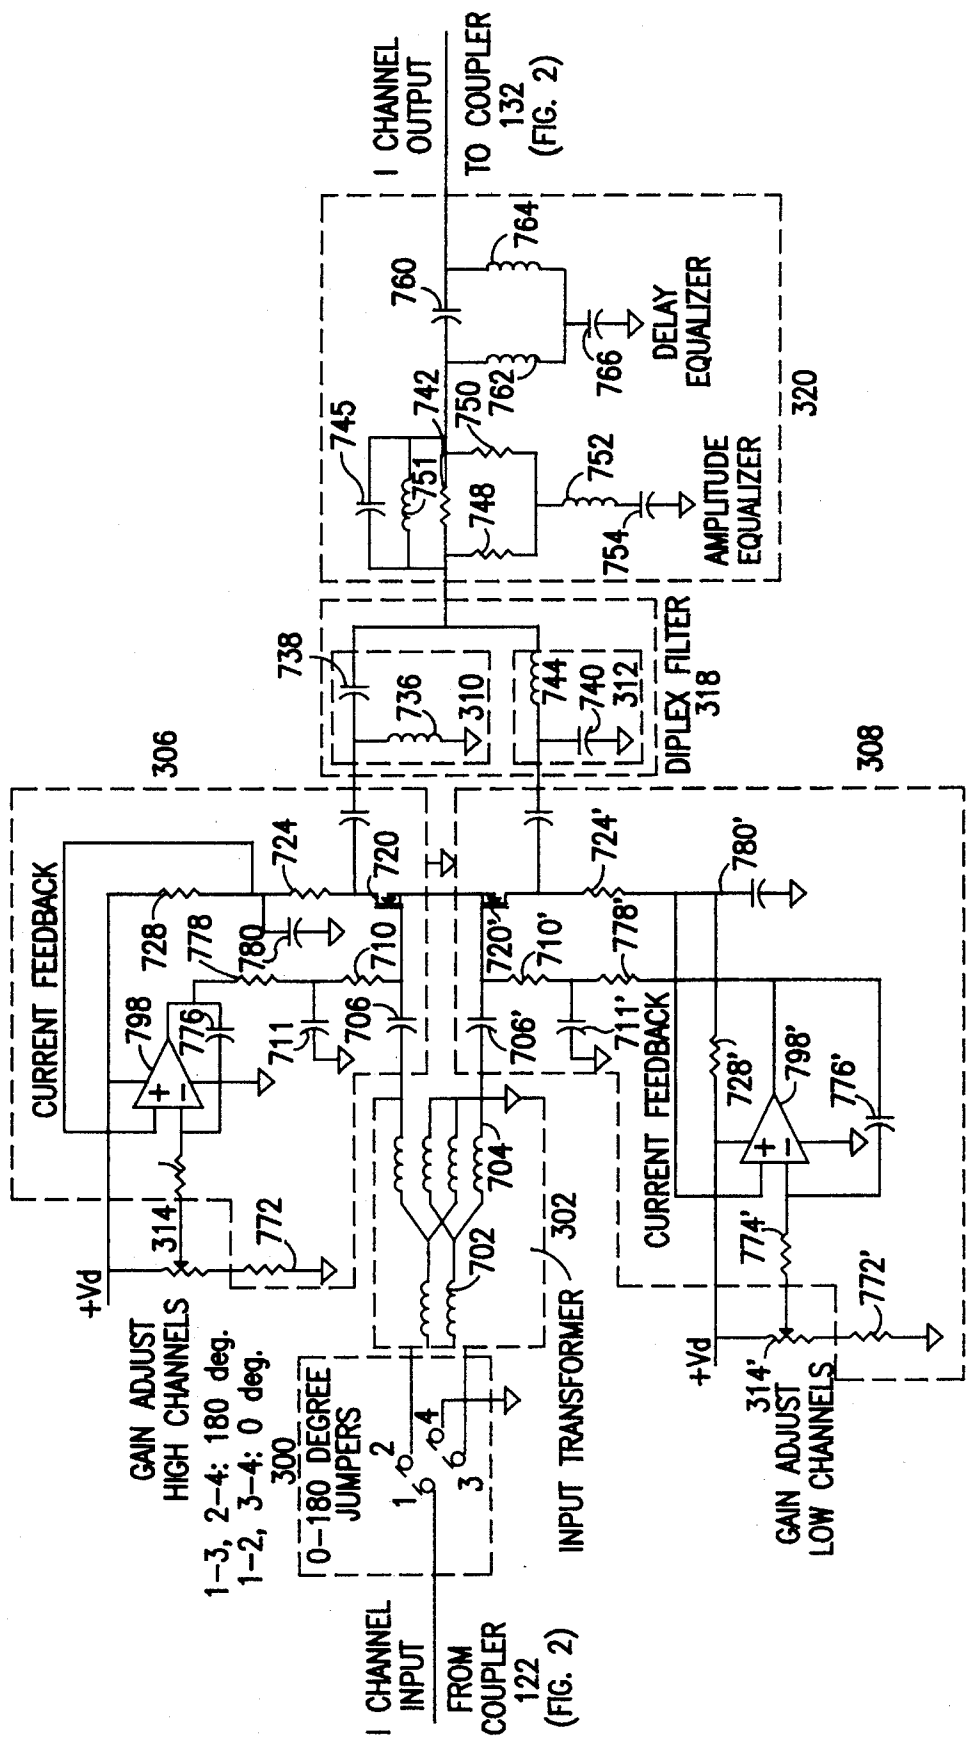 I CHANNEL
INPUT
FROM
COUPLER
122
(FIG. 2)
GAIN ADJUST
HIGH CHANNELS
1-3, 2-4: 180 deg.
1-2, 3-4: 0 deg.
300
0-180 DEGREE
JUMPERS
1
2
3
4
INPUT TRANSFORMER
302
702
704
+Vd
314
772
CURRENT FEEDBACK
798
776
728
778
780
724
711
710
706
720
306
GAIN ADJUST
LOW CHANNELS
+Vd
314'
772'
774'
CURRENT FEEDBACK
728'
798'
776'
706'
711'
710'
720'
778'
724'
780'
308
738
736
310
744
740
312
DIPLEX FILTER
318
745
751
742
748
750
752
754
AMPLITUDE
EQUALIZER
760
762
764
766
DELAY
EQUALIZER
320
I CHANNEL
OUTPUT
TO COUPLER
132
(FIG. 2)